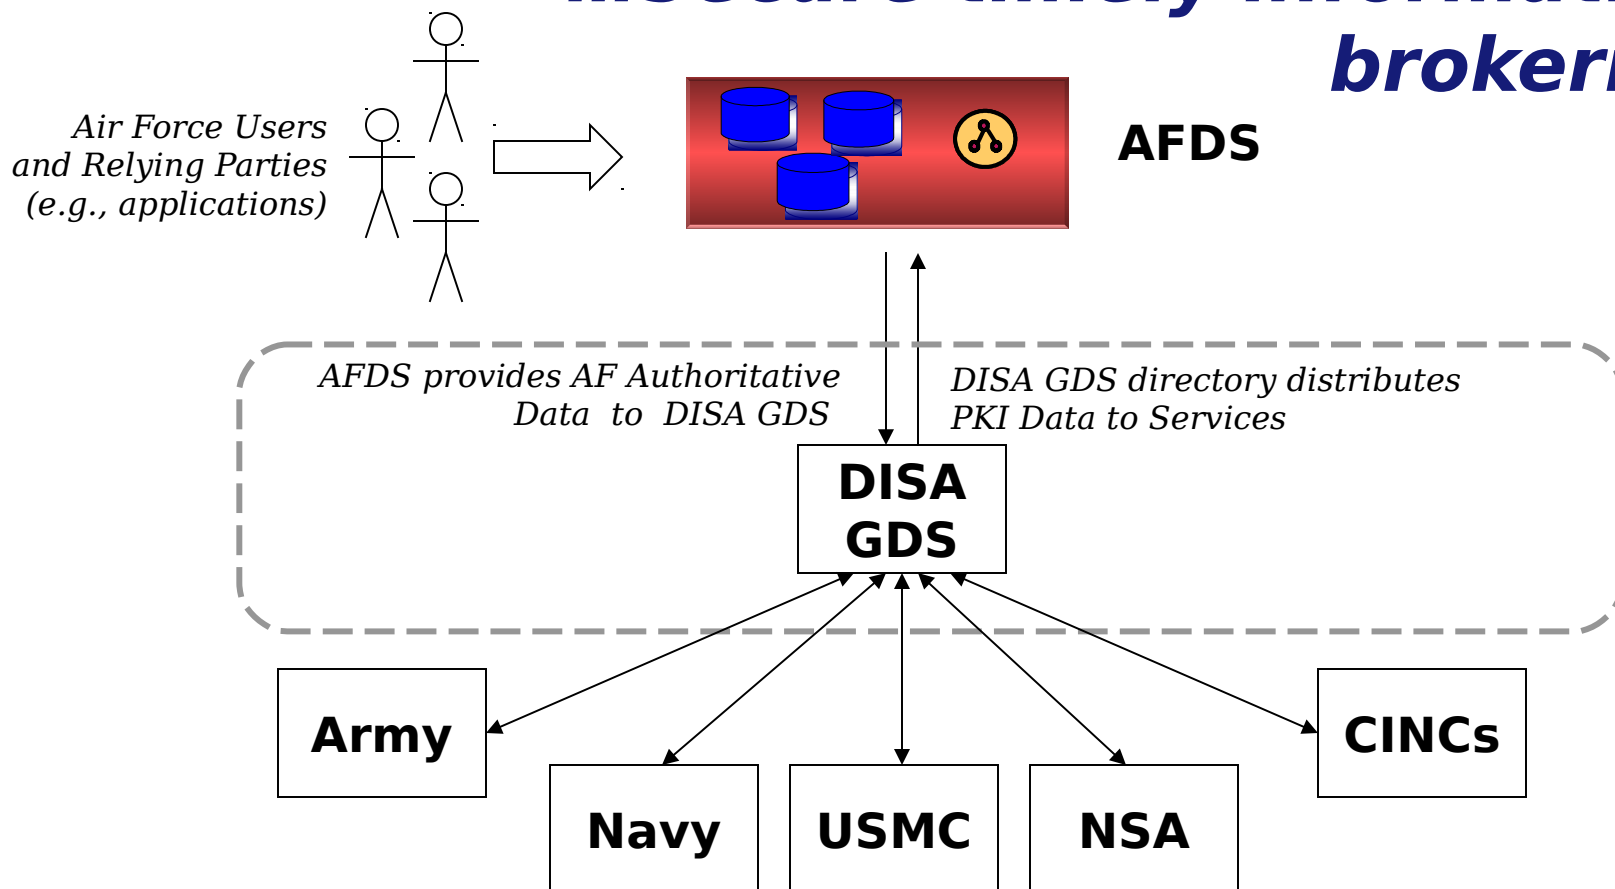 brokeri
Air Force Users
and Relying Parties
(e.g., applications)
AFDS
AFDS provides AF Authoritative
Data to DISA GDS
DISA GDS directory distributes
PKI Data to Services
DISA
GDS
Army
CINCs
Navy
USMC
NSA